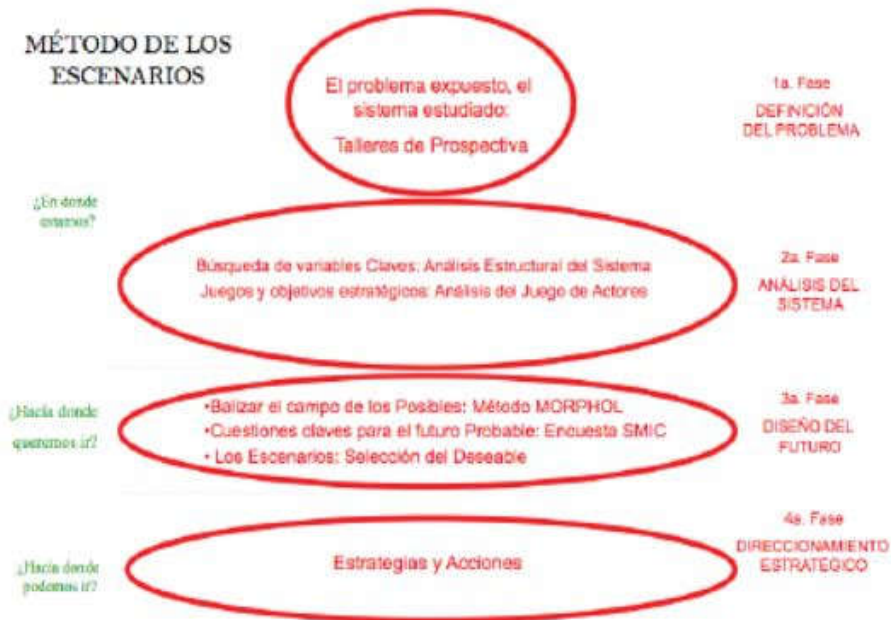 MÉTODO DE LOS
ESCENARIOS
El problema expuesto, el
sistema estudiado:
Talleres de Prospectiva
1a. Fase
DEFINICIÓN
DEL PROBLEMA
¿En donde
estamos?
Búsqueda de variables Claves: Análisis Estructural del Sistema
Juegos y objetivos estratégicos: Análisis del Juego de Actores
2a. Fase
ANÁLISIS DEL
SISTEMA
¿Hacía donde
queremos ir?
•Balizar el campo de los Posibles: Método MORPHOL
•Cuestiones claves para el futuro Probable: Encuesta SMIC
• Los Escenarios: Selección del Deseable
3a. Fase
DISEÑO DEL
FUTURO
¿Hacía donde
podemos ir?
Estrategias y Acciones
4a. Fase
DIRECCIONAMIENTO
ESTRATÉGICO